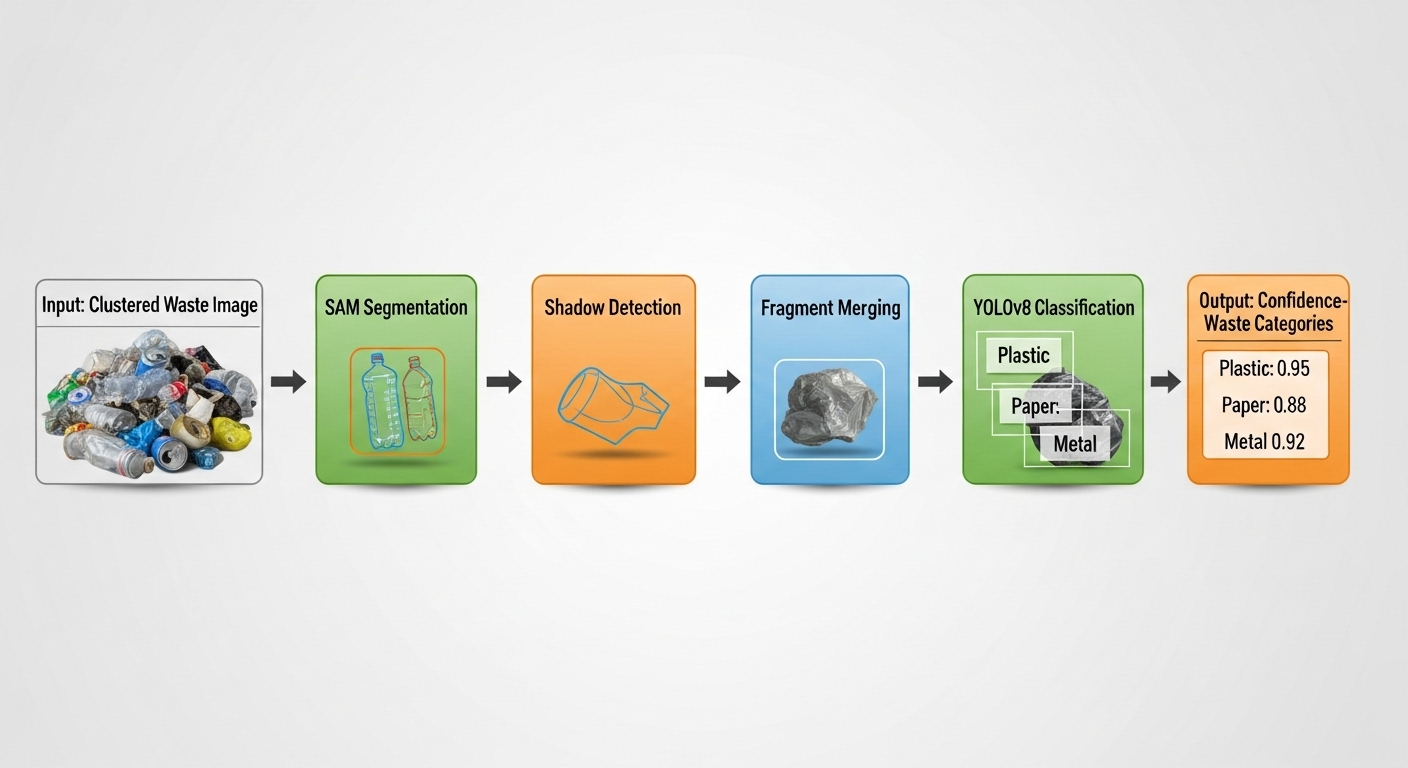 Input: Clustered Waste Image
SAM Segmentation
Shadow Detection
Fragment Merging
YOLOv8 Classification
Plastic
Paper:
Metal
Output: Confidence-
Waste Categories
Plastic: 0.95
Paper: 0.88
Metal 0.92